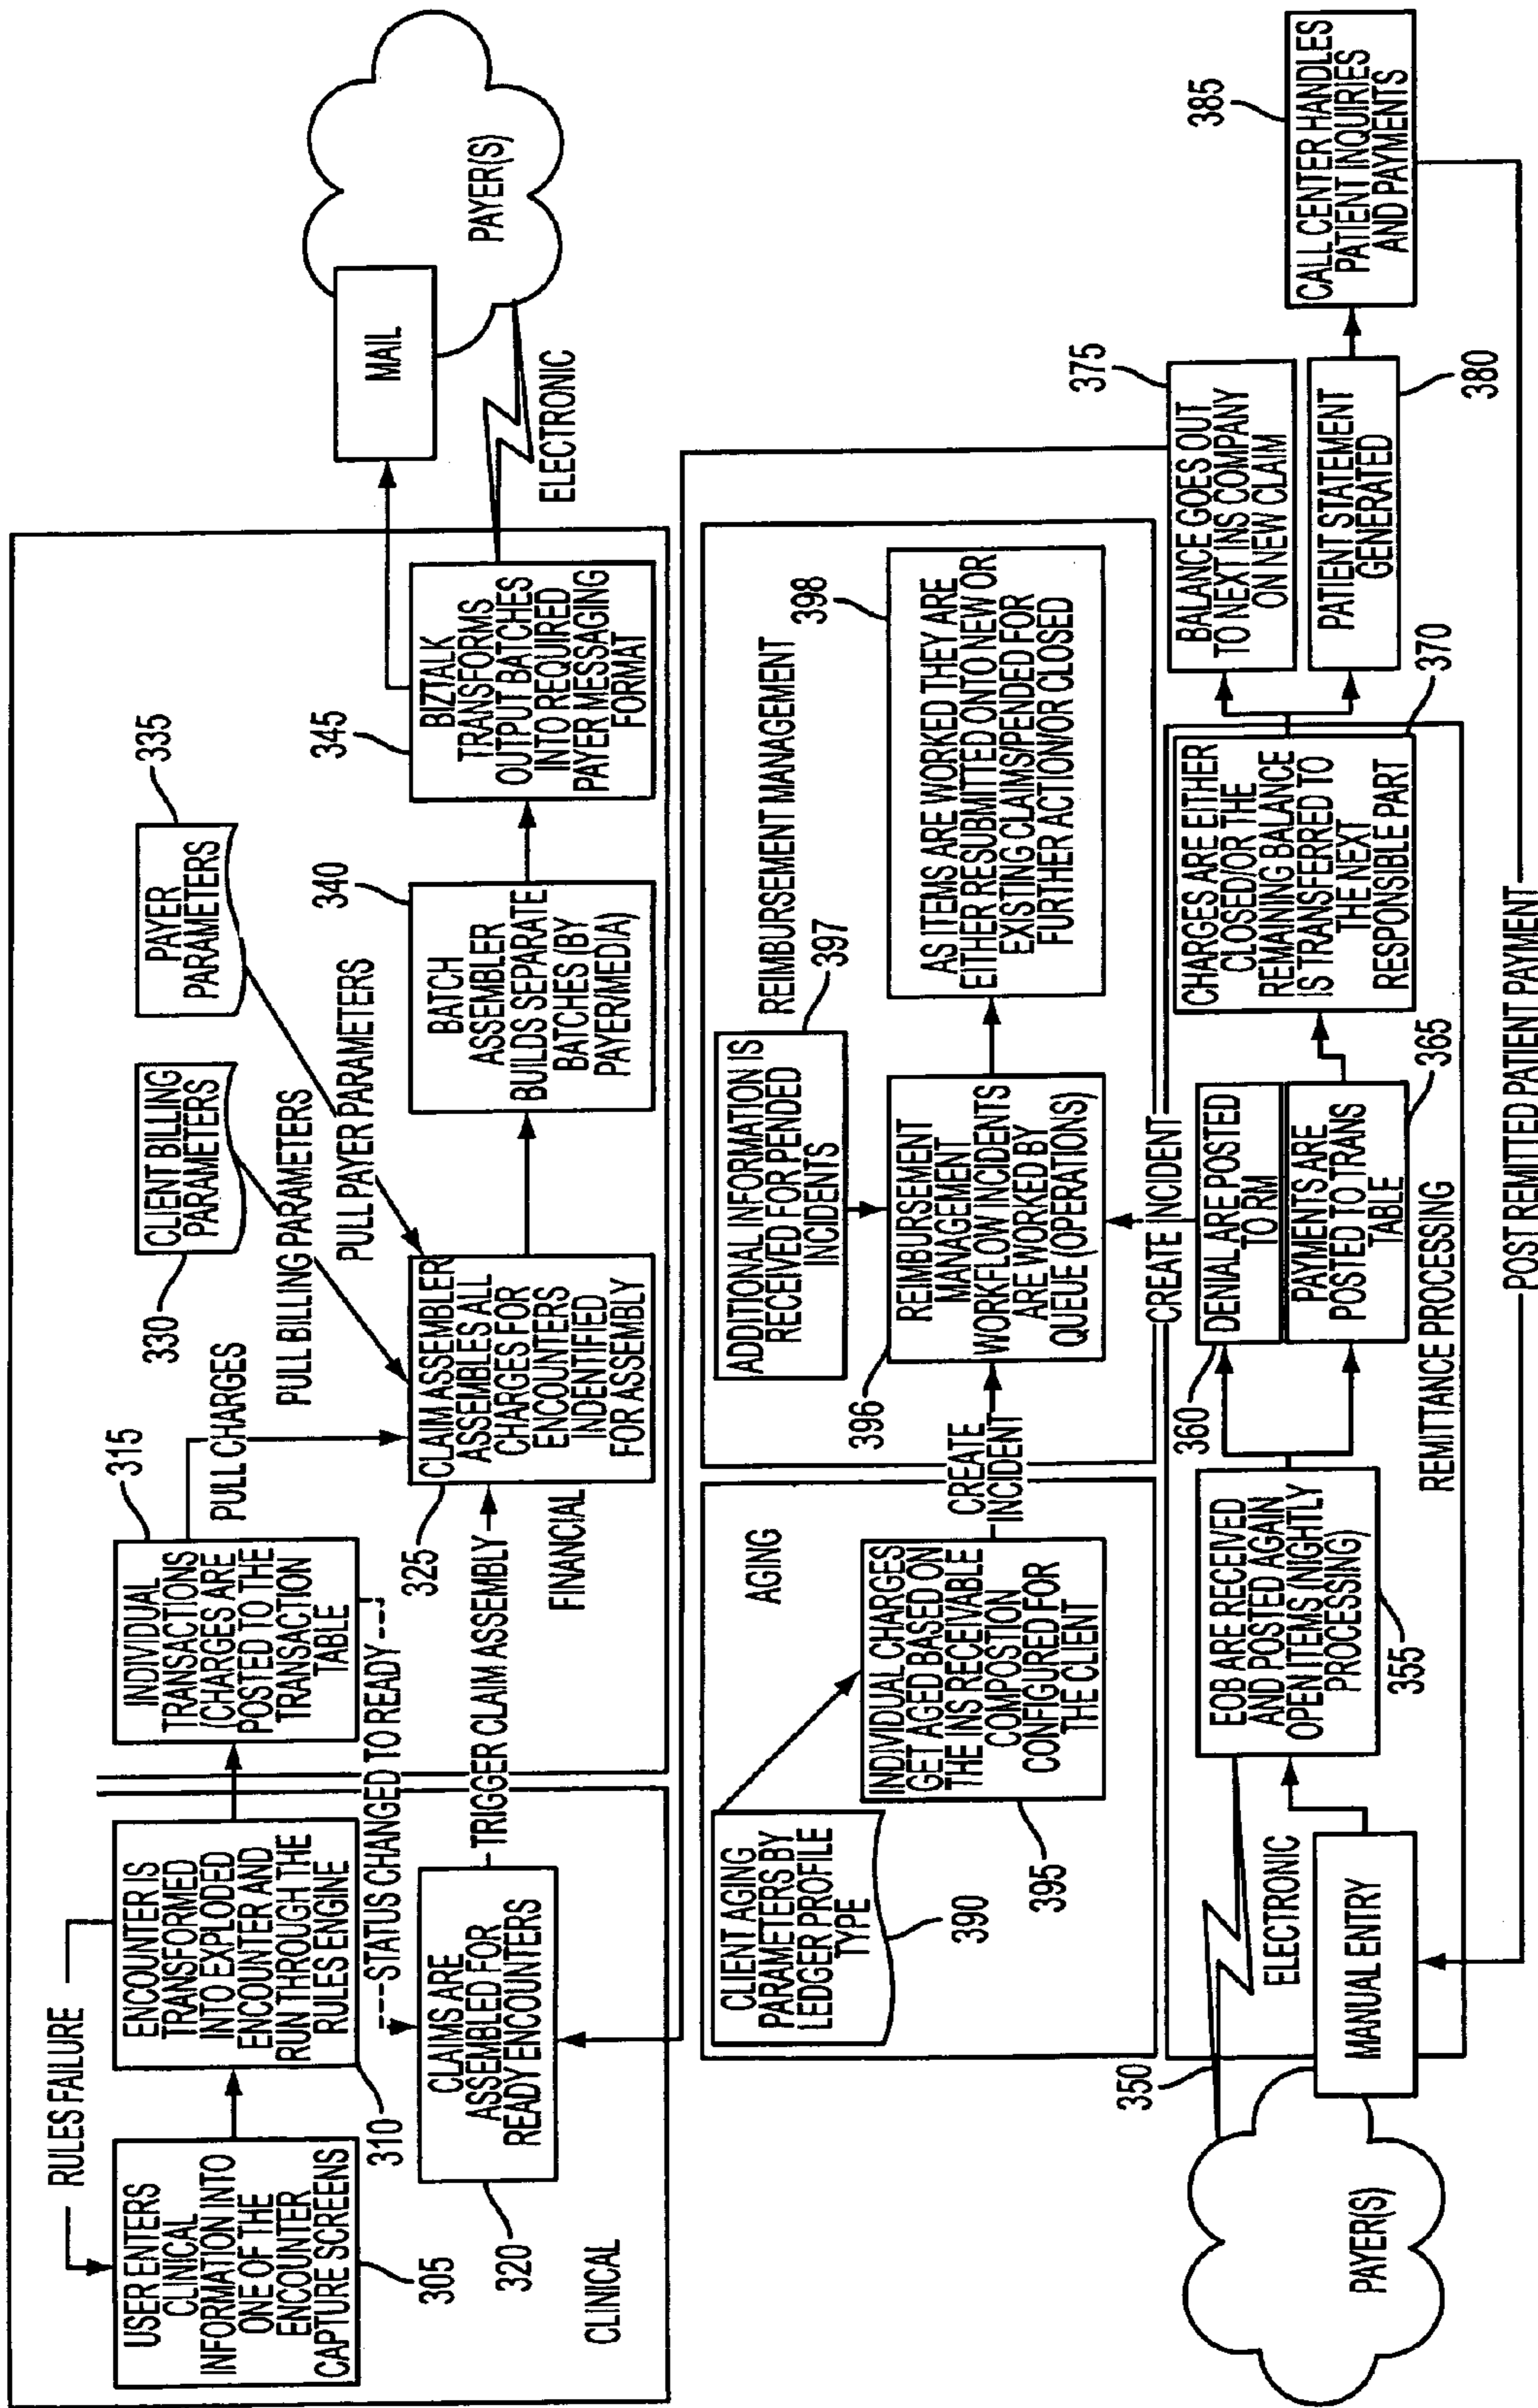 RULES FAILURE
USER ENTERS
CLINICAL
INFORMATION INTO
ONE OF THE
ENCOUNTER
CAPTURE SCREENS
305
ENCOUNTER IS
TRANSFORMED
INTO EXPLODED
ENCOUNTER AND
RUN THROUGH THE
RULES ENGINE
310
INDIVIDUAL
TRANSACTIONS
(CHARGES ARE
POSTED TO THE
TRANSACTION
TABLE
315
PULL CHARGES
STATUS CHANGED TO READY
CLAIMS ARE
ASSEMBLED FOR
READY ENCOUNTERS
320
CLINICAL
TRIGGER CLAIM ASSEMBLY
CLIENT BILLING
PARAMETERS
330
PULL BILLING PARAMETERS
PAYER
PARAMETERS
335
PULL PAYER PARAMETERS
CLAIM ASSEMBLER
ASSEMBLES ALL
CHARGES FOR
ENCOUNTERS
INDENTIFIED
FOR ASSEMBLY
325
FINANCIAL
BATCH
ASSEMBLER
BUILDS SEPARATE
BATCHES (BY
PAYER/MEDIA)
340
BIZTALK
TRANSFORMS
OUTPUT BATCHES
INTO REQUIRED
PAYER MESSAGING
FORMAT
345
MAIL
ELECTRONIC
PAYER(S)
AGING
CLIENT AGING
PARAMETERS BY
LEDGER PROFILE
TYPE
390
INDIVIDUAL CHARGES
GET AGED BASED ON
THE INS RECEIVABLE
COMPOSTION
CONFIGURED FOR
THE CLIENT
395
CREATE
INCIDENT
ADDITIONAL INFORMATION IS
RECEIVED FOR PENDED
INCIDENTS
397
REIMBURSEMENT MANAGEMENT
REIMBURSEMENT
MANAGEMENT
WORKFLOW INCIDENTS
ARE WORKED BY
QUEUE (OPERATIONS)
396
AS ITEMS ARE WORKED THEY ARE
EITHER RESUBMITTED ONTO NEW OR
EXISTING CLAIMS/PENDED FOR
FURTHER ACTION/OR CLOSED
398
CREATE INCIDENT
PAYER(S)
350
ELECTRONIC
MANUAL ENTRY
EOB ARE RECEIVED
AND POSTED AGAIN
OPEN ITEMS (NIGHTLY
PROCESSING)
355
DENIAL ARE POSTED
TO RM
360
PAYMENTS ARE
POSTED TO TRANS
TABLE
365
REMITTANCE PROCESSING
CHARGES ARE EITHER
CLOSED/OR THE
REMAINING BALANCE
IS TRANSFERRED TO
THE NEXT
RESPONSIBLE PART
370
BALANCE GOES OUT
TO NEXT INS COMPANY
ON NEW CLAIM
375
PATIENT STATEMENT
GENERATED
380
CALL CENTER HANDLES
PATIENT INQUIRIES
AND PAYMENTS
385
POST REMITTED PATIENT PAYMENT